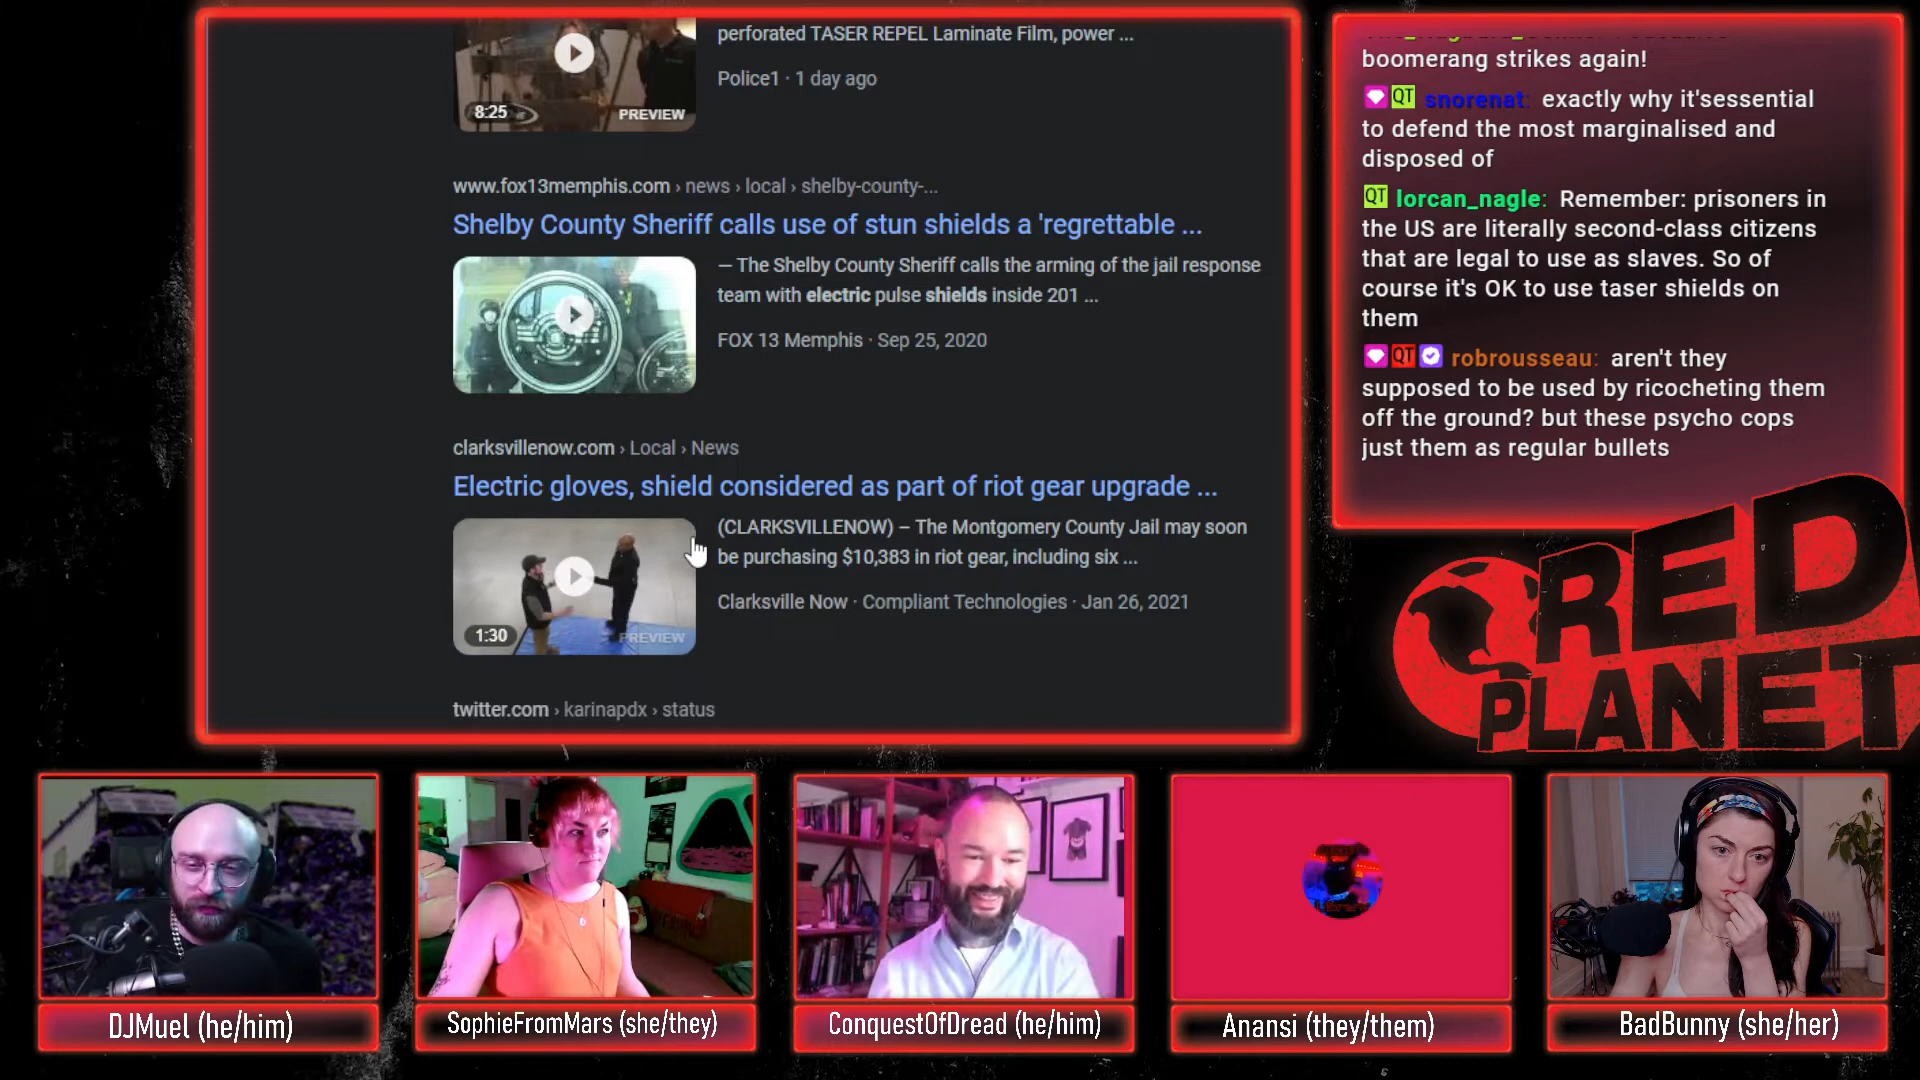 perforated TASER REPEL Laminate Film, power ...
Police1 · 1 day ago
8:25
PREVIEW
www.fox13memphis.com › news › local › shelby-county-...
Shelby County Sheriff calls use of stun shields a 'regrettable ...
— The Shelby County Sheriff calls the arming of the jail response
team with electric pulse shields inside 201 ...
FOX 13 Memphis · Sep 25, 2020
clarksvillenow.com › Local › News
Electric gloves, shield considered as part of riot gear upgrade ...
(CLARKSVILLENOW) – The Montgomery County Jail may soon
be purchasing $10,383 in riot gear, including six ...
Clarksville Now · Compliant Technologies · Jan 26, 2021
1:30
PREVIEW
twitter.com › karinapdx › status
boomerang strikes again!
QT snorenat: exactly why it'sessential
to defend the most marginalised and
disposed of
QT lorcan_nagle: Remember: prisoners in
the US are literally second-class citizens
that are legal to use as slaves. So of
course it's OK to use taser shields on
them
QT robrousseau: aren't they
supposed to be used by ricocheting them
off the ground? but these psycho cops
just them as regular bullets
RED
PLANET
DJMuel (he/him)
SophieFromMars (she/they)
ConquestOfDread (he/him)
Anansi (they/them)
BadBunny (she/her)